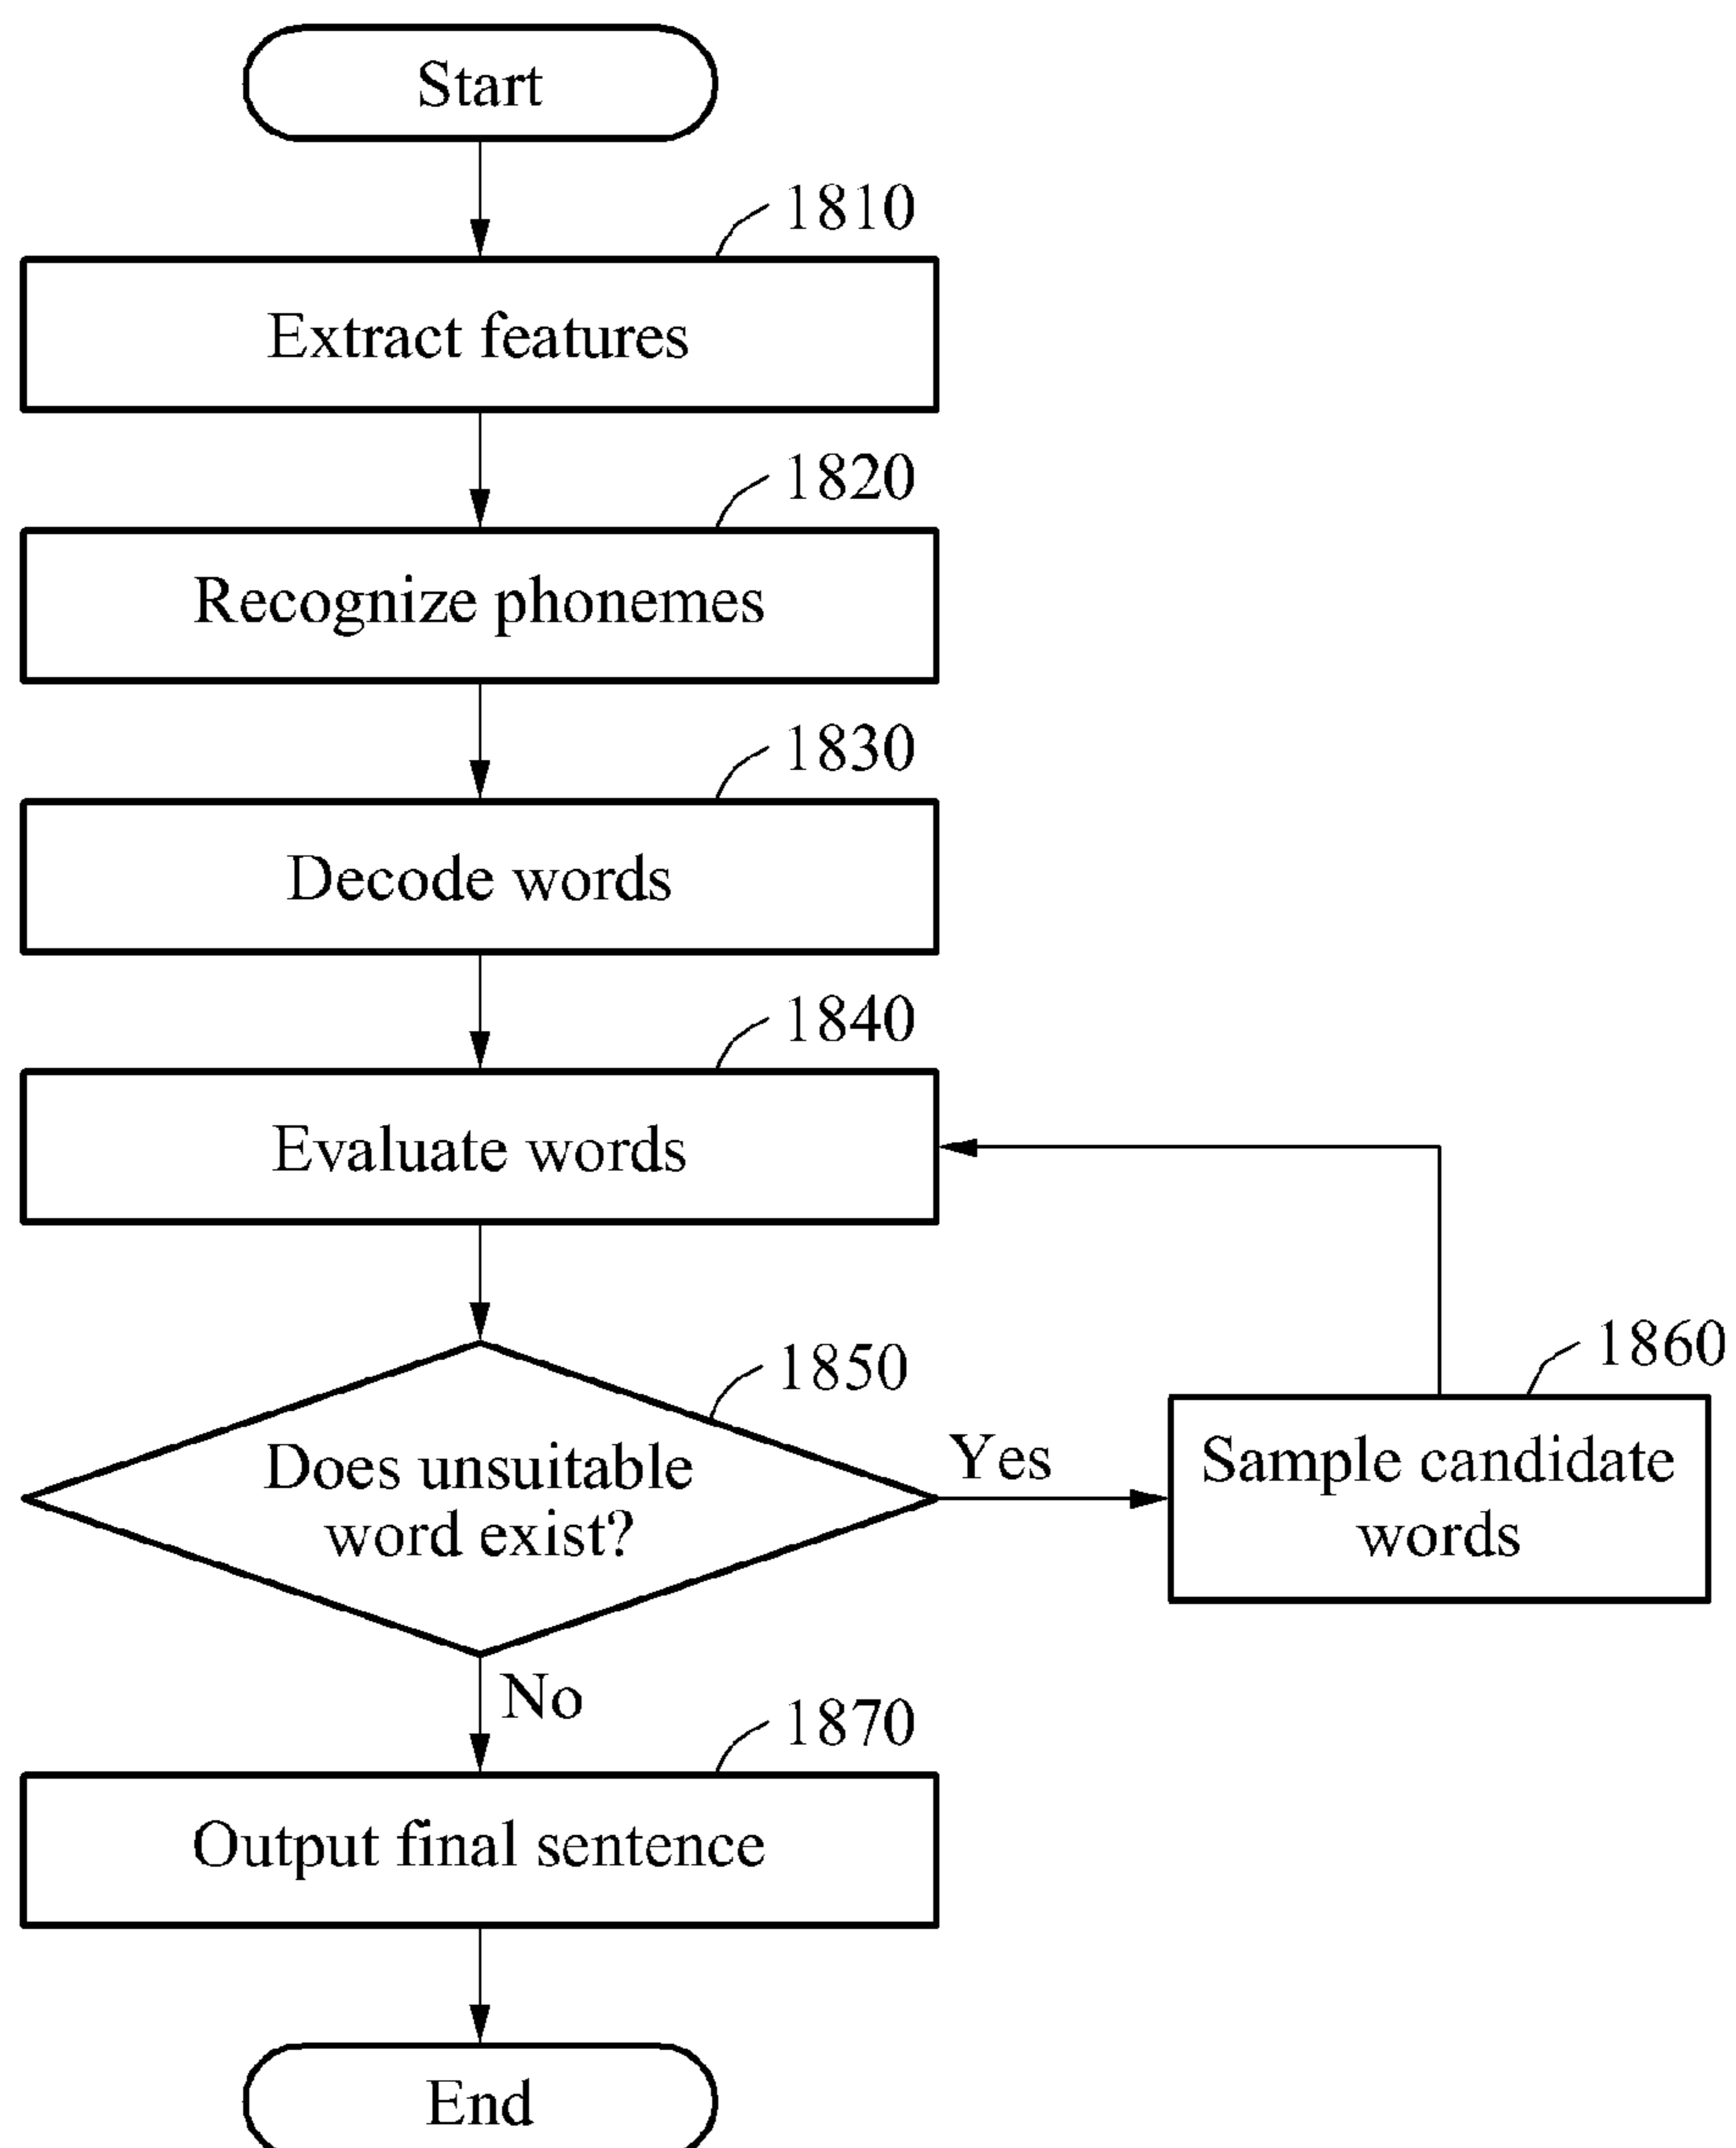 Start
1810
Extract features
1820
Recognize phonemes
1830
Decode words
1840
Evaluate words
1850
Does unsuitable
word exist?
Yes
1860
Sample candidate
words
No
1870
Output final sentence
End